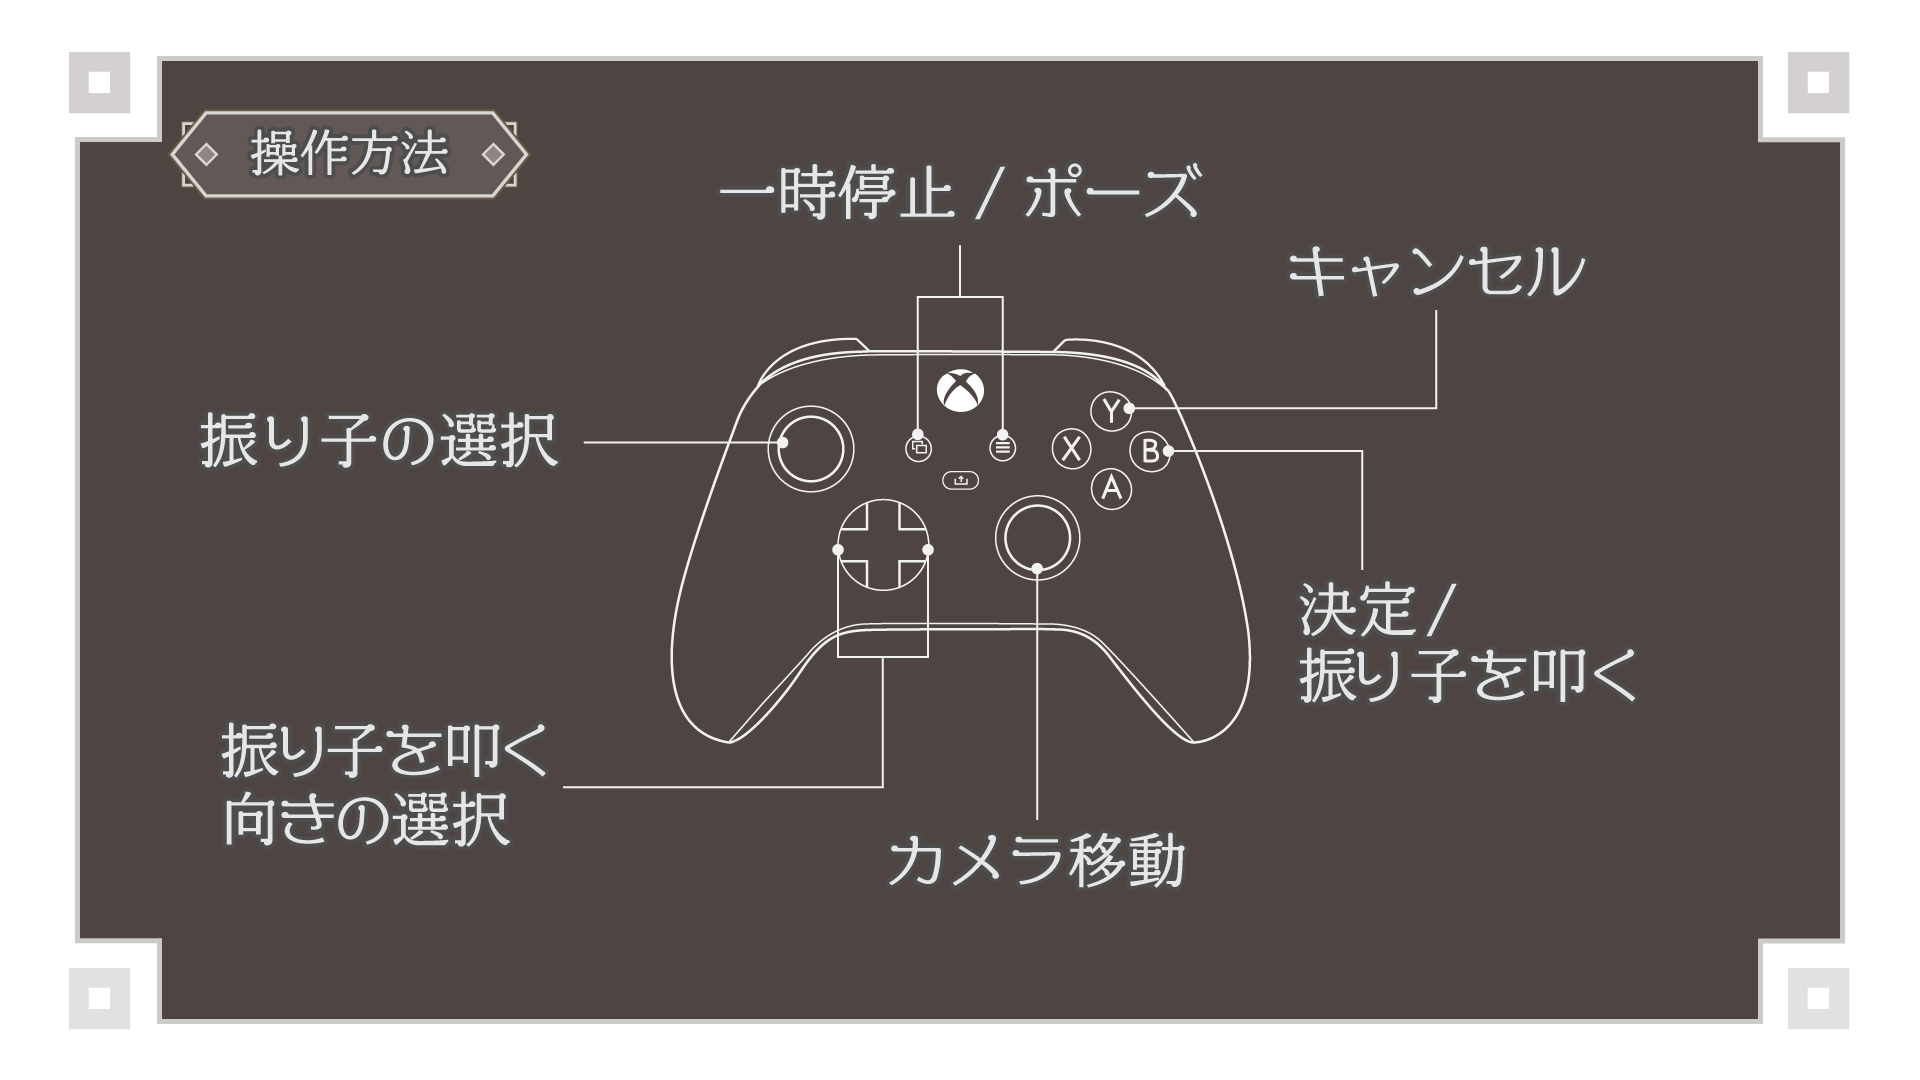 操作方法
一時停止 / ポーズ
キャンセル
振り子の選択
Y
X
B
A
決定/
振り子を叩く
振り子を叩く
向きの選択
カメラ移動